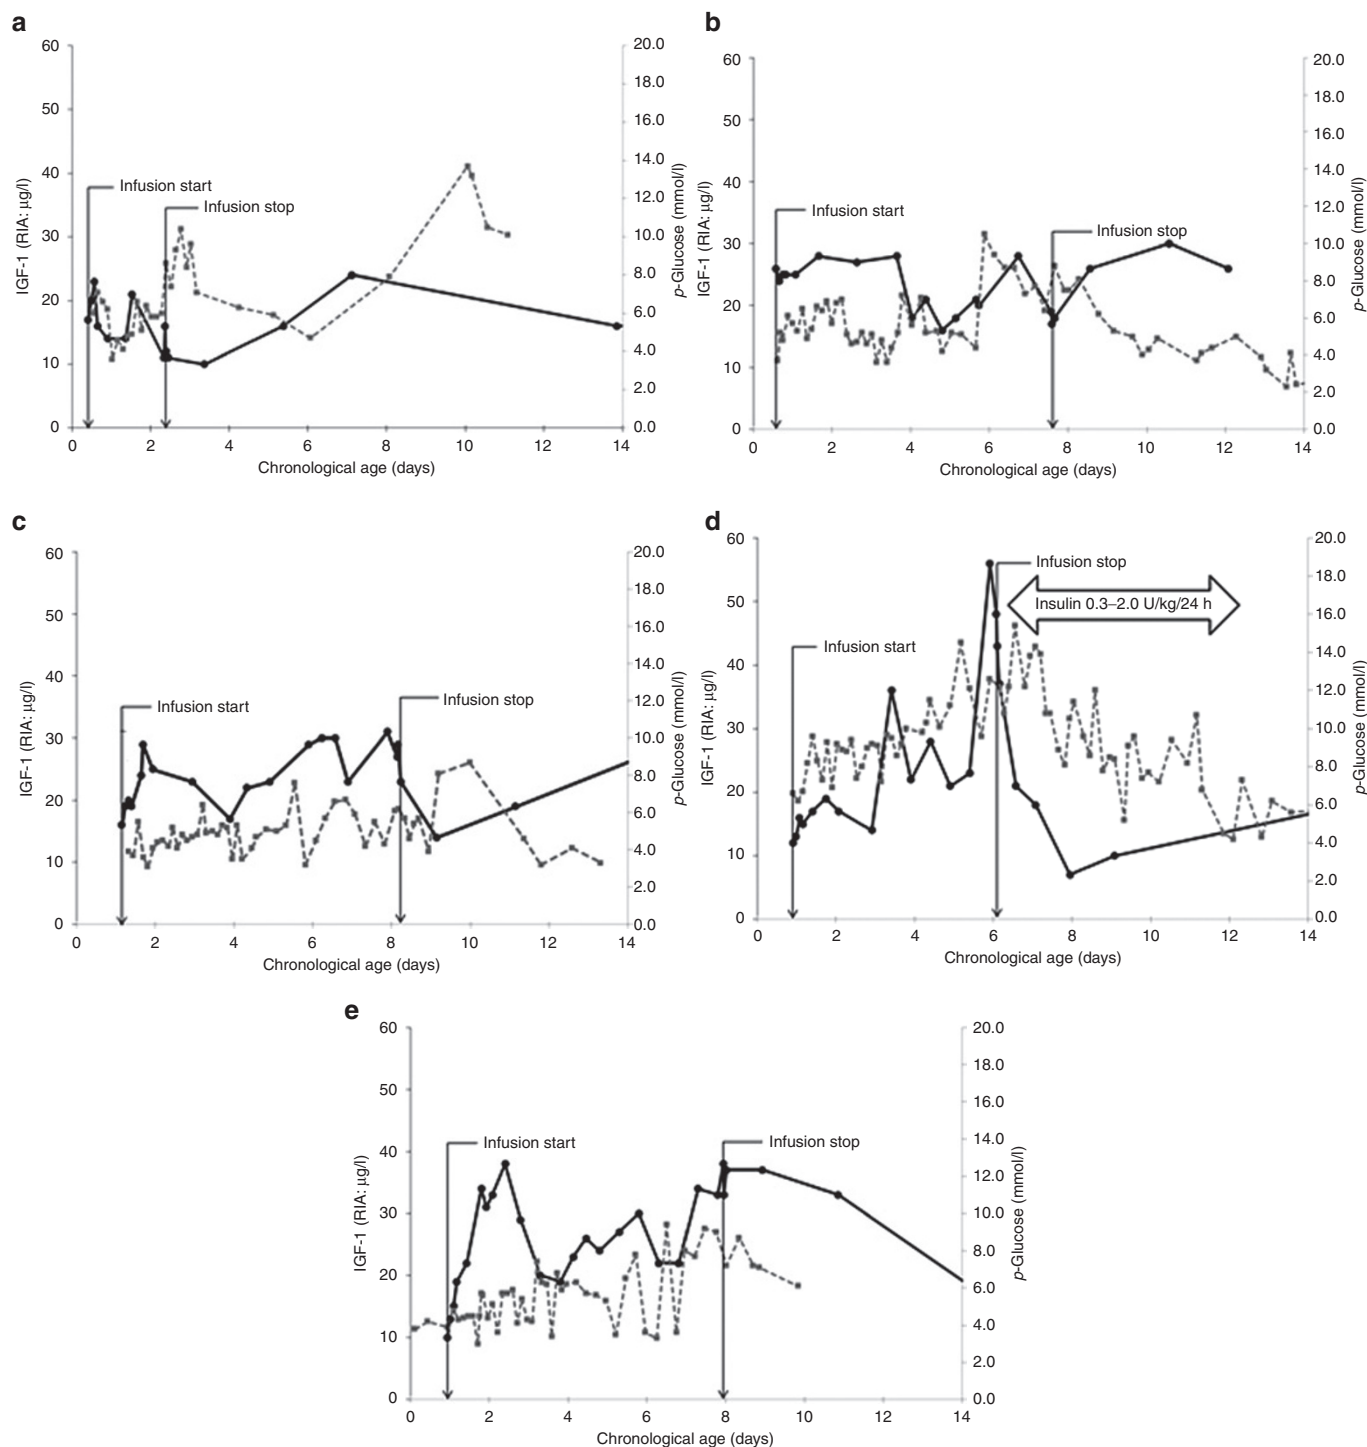 a
60
50
40
30
20
10
0
IGF-1 (RIA: µg/l)
Infusion start
Infusion stop
20.0
18.0
16.0
14.0
12.0
10.0
8.0
6.0
4.0
2.0
0.0
p-Glucose (mmol/l)
0 2 4 6 8 10 12 14
Chronological age (days)
b
60
50
40
30
20
10
0
IGF-1 (RIA: µg/l)
Infusion start
Infusion stop
20.0
18.0
16.0
14.0
12.0
10.0
8.0
6.0
4.0
2.0
0.0
p-Glucose (mmol/l)
0 2 4 6 8 10 12 14
Chronological age (days)
c
60
50
40
30
20
10
0
IGF-1 (RIA: µg/l)
Infusion start
Infusion stop
20.0
18.0
16.0
14.0
12.0
10.0
8.0
6.0
4.0
2.0
0.0
p-Glucose (mmol/l)
0 2 4 6 8 10 12 14
Chronological age (days)
d
60
50
40
30
20
10
0
IGF-1 (RIA: µg/l)
Infusion start
Infusion stop
Insulin 0.3–2.0 U/kg/24 h
20.0
18.0
16.0
14.0
12.0
10.0
8.0
6.0
4.0
2.0
0.0
p-Glucose (mmol/l)
0 2 4 6 8 10 12 14
Chronological age (days)
e
60
50
40
30
20
10
0
IGF-1 (RIA: µg/l)
Infusion start
Infusion stop
20.0
18.0
16.0
14.0
12.0
10.0
8.0
6.0
4.0
2.0
0.0
p-Glucose (mmol/l)
0 2 4 6 8 10 12 14
Chronological age (days)